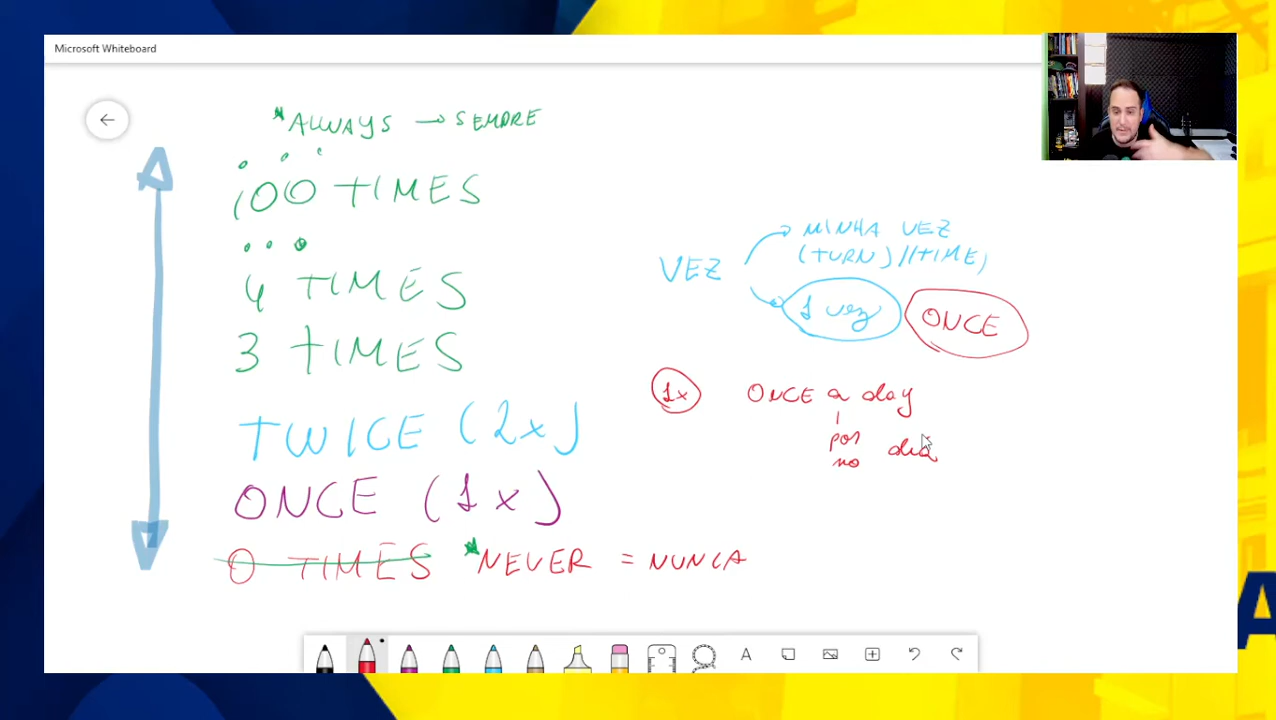 Microsoft Whiteboard
*ALWAYS → SEMPRE
100 TIMES
4 TIMES
3 TIMES
TWICE (2x)
ONCE (1x)
0 TIMES *NEVER = NUNCA
VEZ
MINHA VEZ
(TURN)//TIME)
1 vez ONCE
1x ONCE a day
por dia
no
A
A